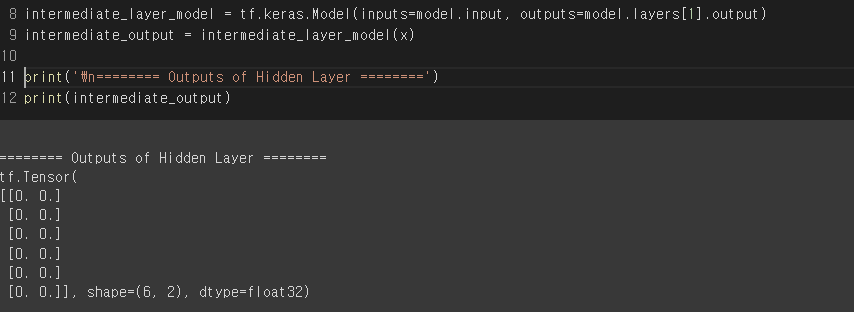 8 intermediate_layer_model = tf.keras.Model(inputs=model.input, outputs=model.layers[1].output)
9 intermediate_output = intermediate_layer_model(x)
10
11 print('₩n======== Outputs of Hidden Layer ========')
12 print(intermediate_output)
======== Outputs of Hidden Layer ========
tf.Tensor(
[[0. 0.]
 [0. 0.]
 [0. 0.]
 [0. 0.]
 [0. 0.]
 [0. 0.]], shape=(6, 2), dtype=float32)